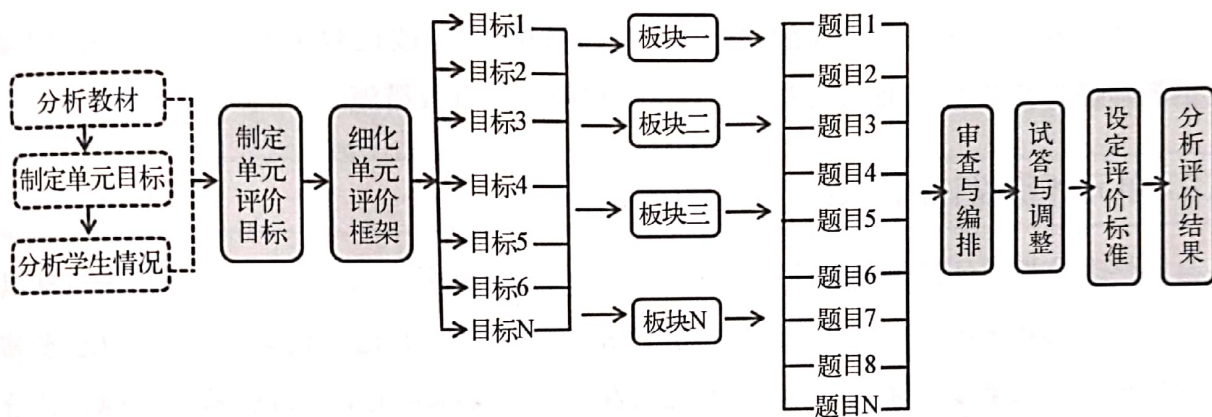 分析教材
制定单元目标
分析学生情况
制定
单元
评价
目标
细化
单元
评价
框架
目标1
目标2
目标3
目标4
目标5
目标6
目标N
板块一
板块二
板块三
板块N
题目1
题目2
题目3
题目4
题目5
题目6
题目7
题目8
题目N
审查与编排
试答与调整
设定评价标准
分析评价结果